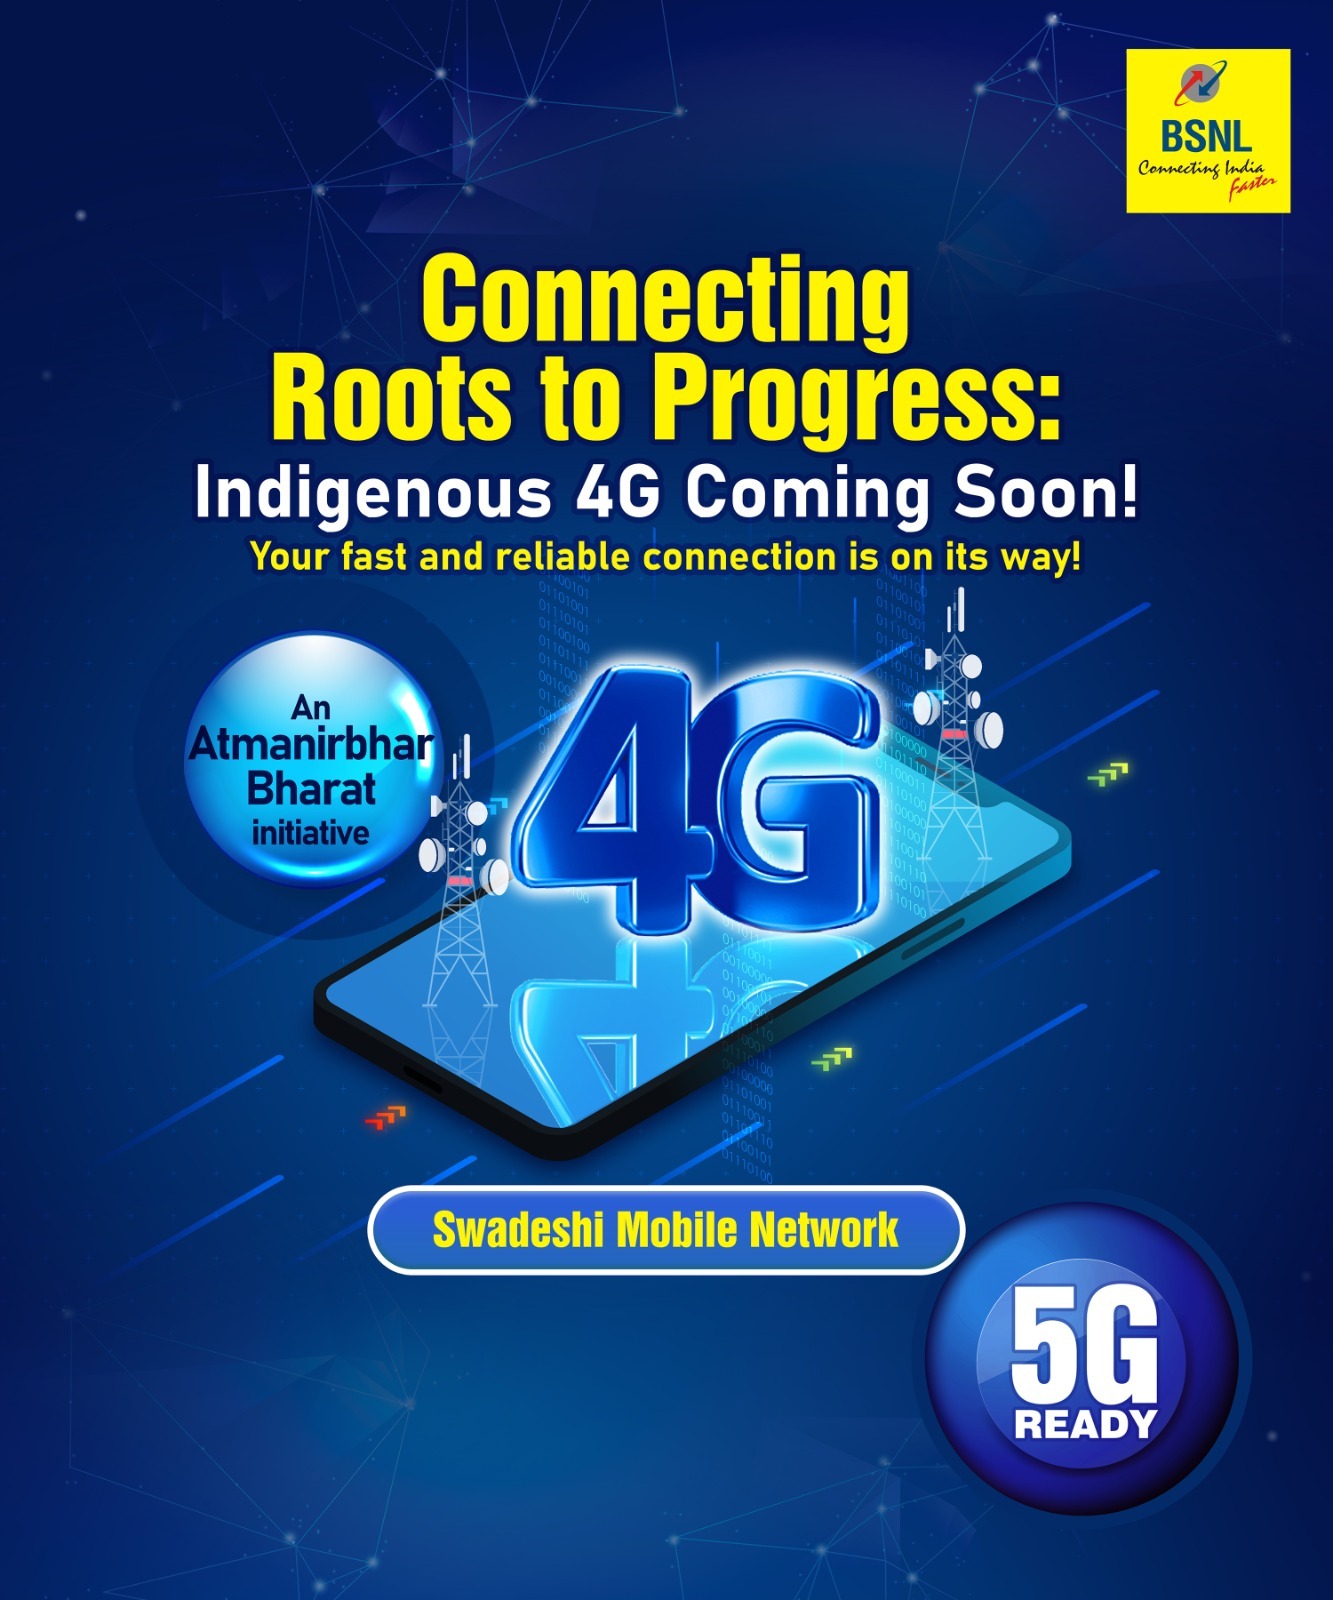 BSNL
Connecting India
Faster
Connecting
Roots to Progress:
Indigenous 4G Coming Soon!
Your fast and reliable connection is on its way!
An
Atmanirbhar
Bharat
initiative
4G
Swadeshi Mobile Network
5G
READY